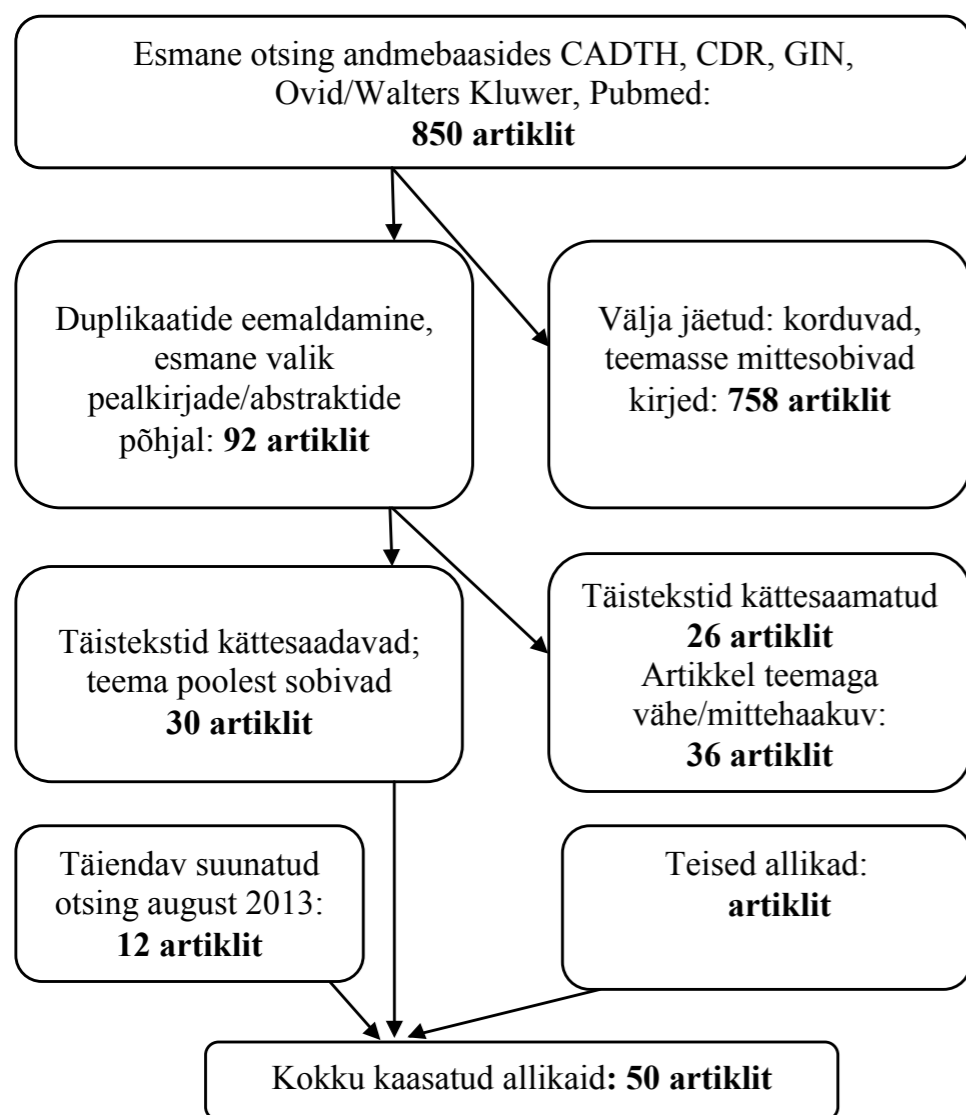 Esmane otsing andmebaasides CADTH, CDR, GIN,
Ovid/Walters Kluwer, Pubmed:
850 artiklit
Duplikaatide eemaldamine,
esmane valik
pealkirjade/abstraktide
põhjal: 92 artiklit
Välja jäetud: korduvad,
teemasse mittesobivad
kirjed: 758 artiklit
Täistekstid kättesaadavad;
teema poolest sobivad
30 artiklit
Täistekstid kättesaamatud
26 artiklit
Artikkel teemaga
vähe/mittehaakuv:
36 artiklit
Täiendav suunatud
otsing august 2013:
12 artiklit
Teised allikad:
artiklit
Kokku kaasatud allikaid: 50 artiklit